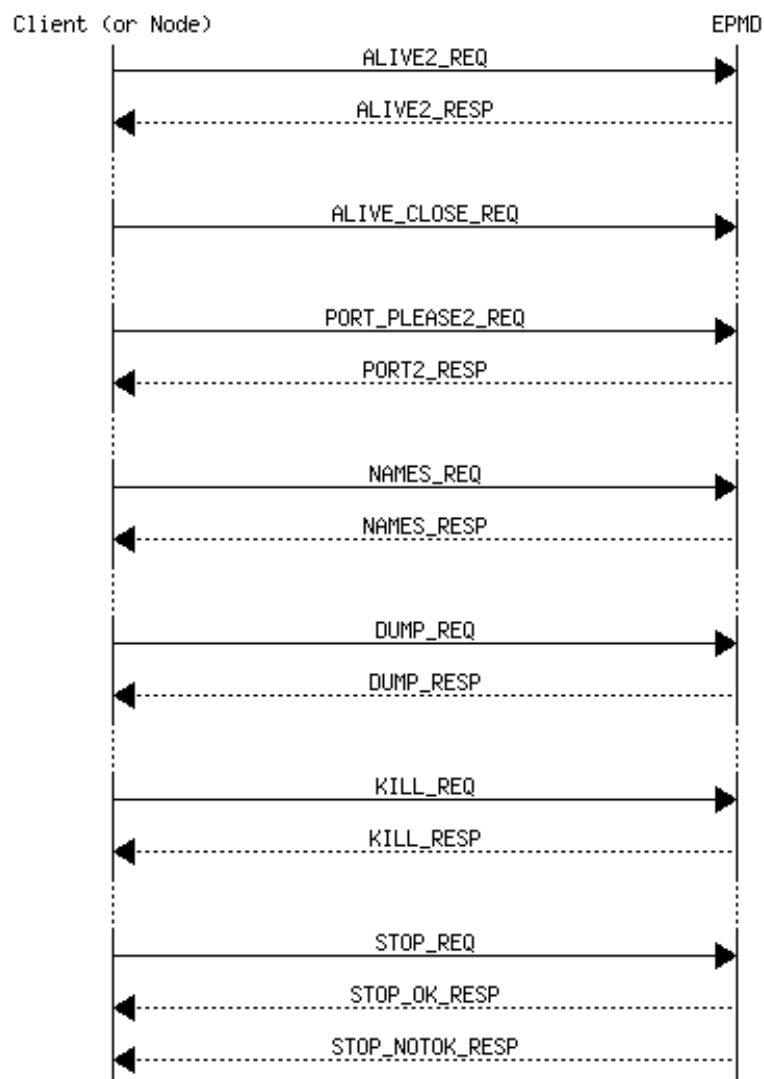 Client (or Node) EPMD
ALIVE2_REQ
ALIVE2_RESP
ALIVE_CLOSE_REQ
PORT_PLEASE2_REQ
PORT2_RESP
NAMES_REQ
NAMES_RESP
DUMP_REQ
DUMP_RESP
KILL_REQ
KILL_RESP
STOP_REQ
STOP_OK_RESP
STOP_NOTOK_RESP